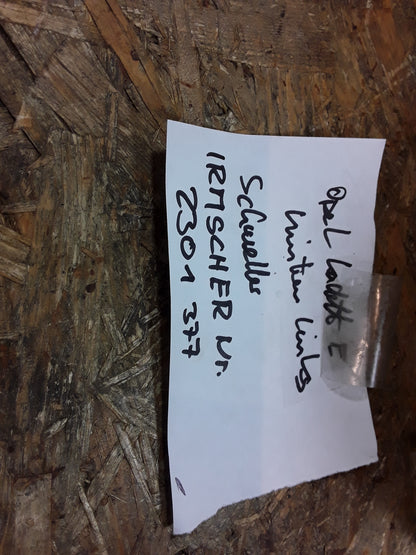 Opel Kadett E
hinten links
Schweller
IRMSCHER Nr.
2301 377